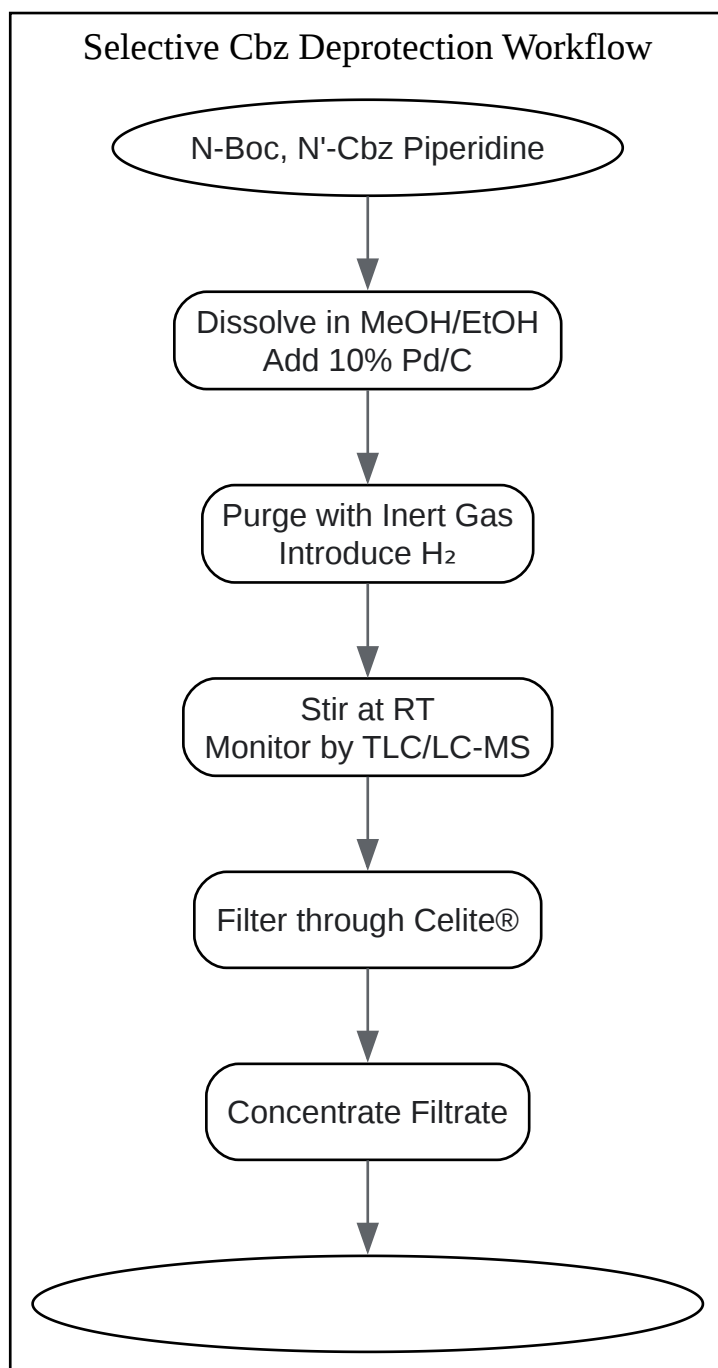 Selective Cbz Deprotection Workflow
N-Boc, N'-Cbz Piperidine
Dissolve in MeOH/EtOH
Add 10% Pd/C
Purge with Inert Gas
Introduce H₂
Stir at RT
Monitor by TLC/LC-MS
Filter through Celite®
Concentrate Filtrate